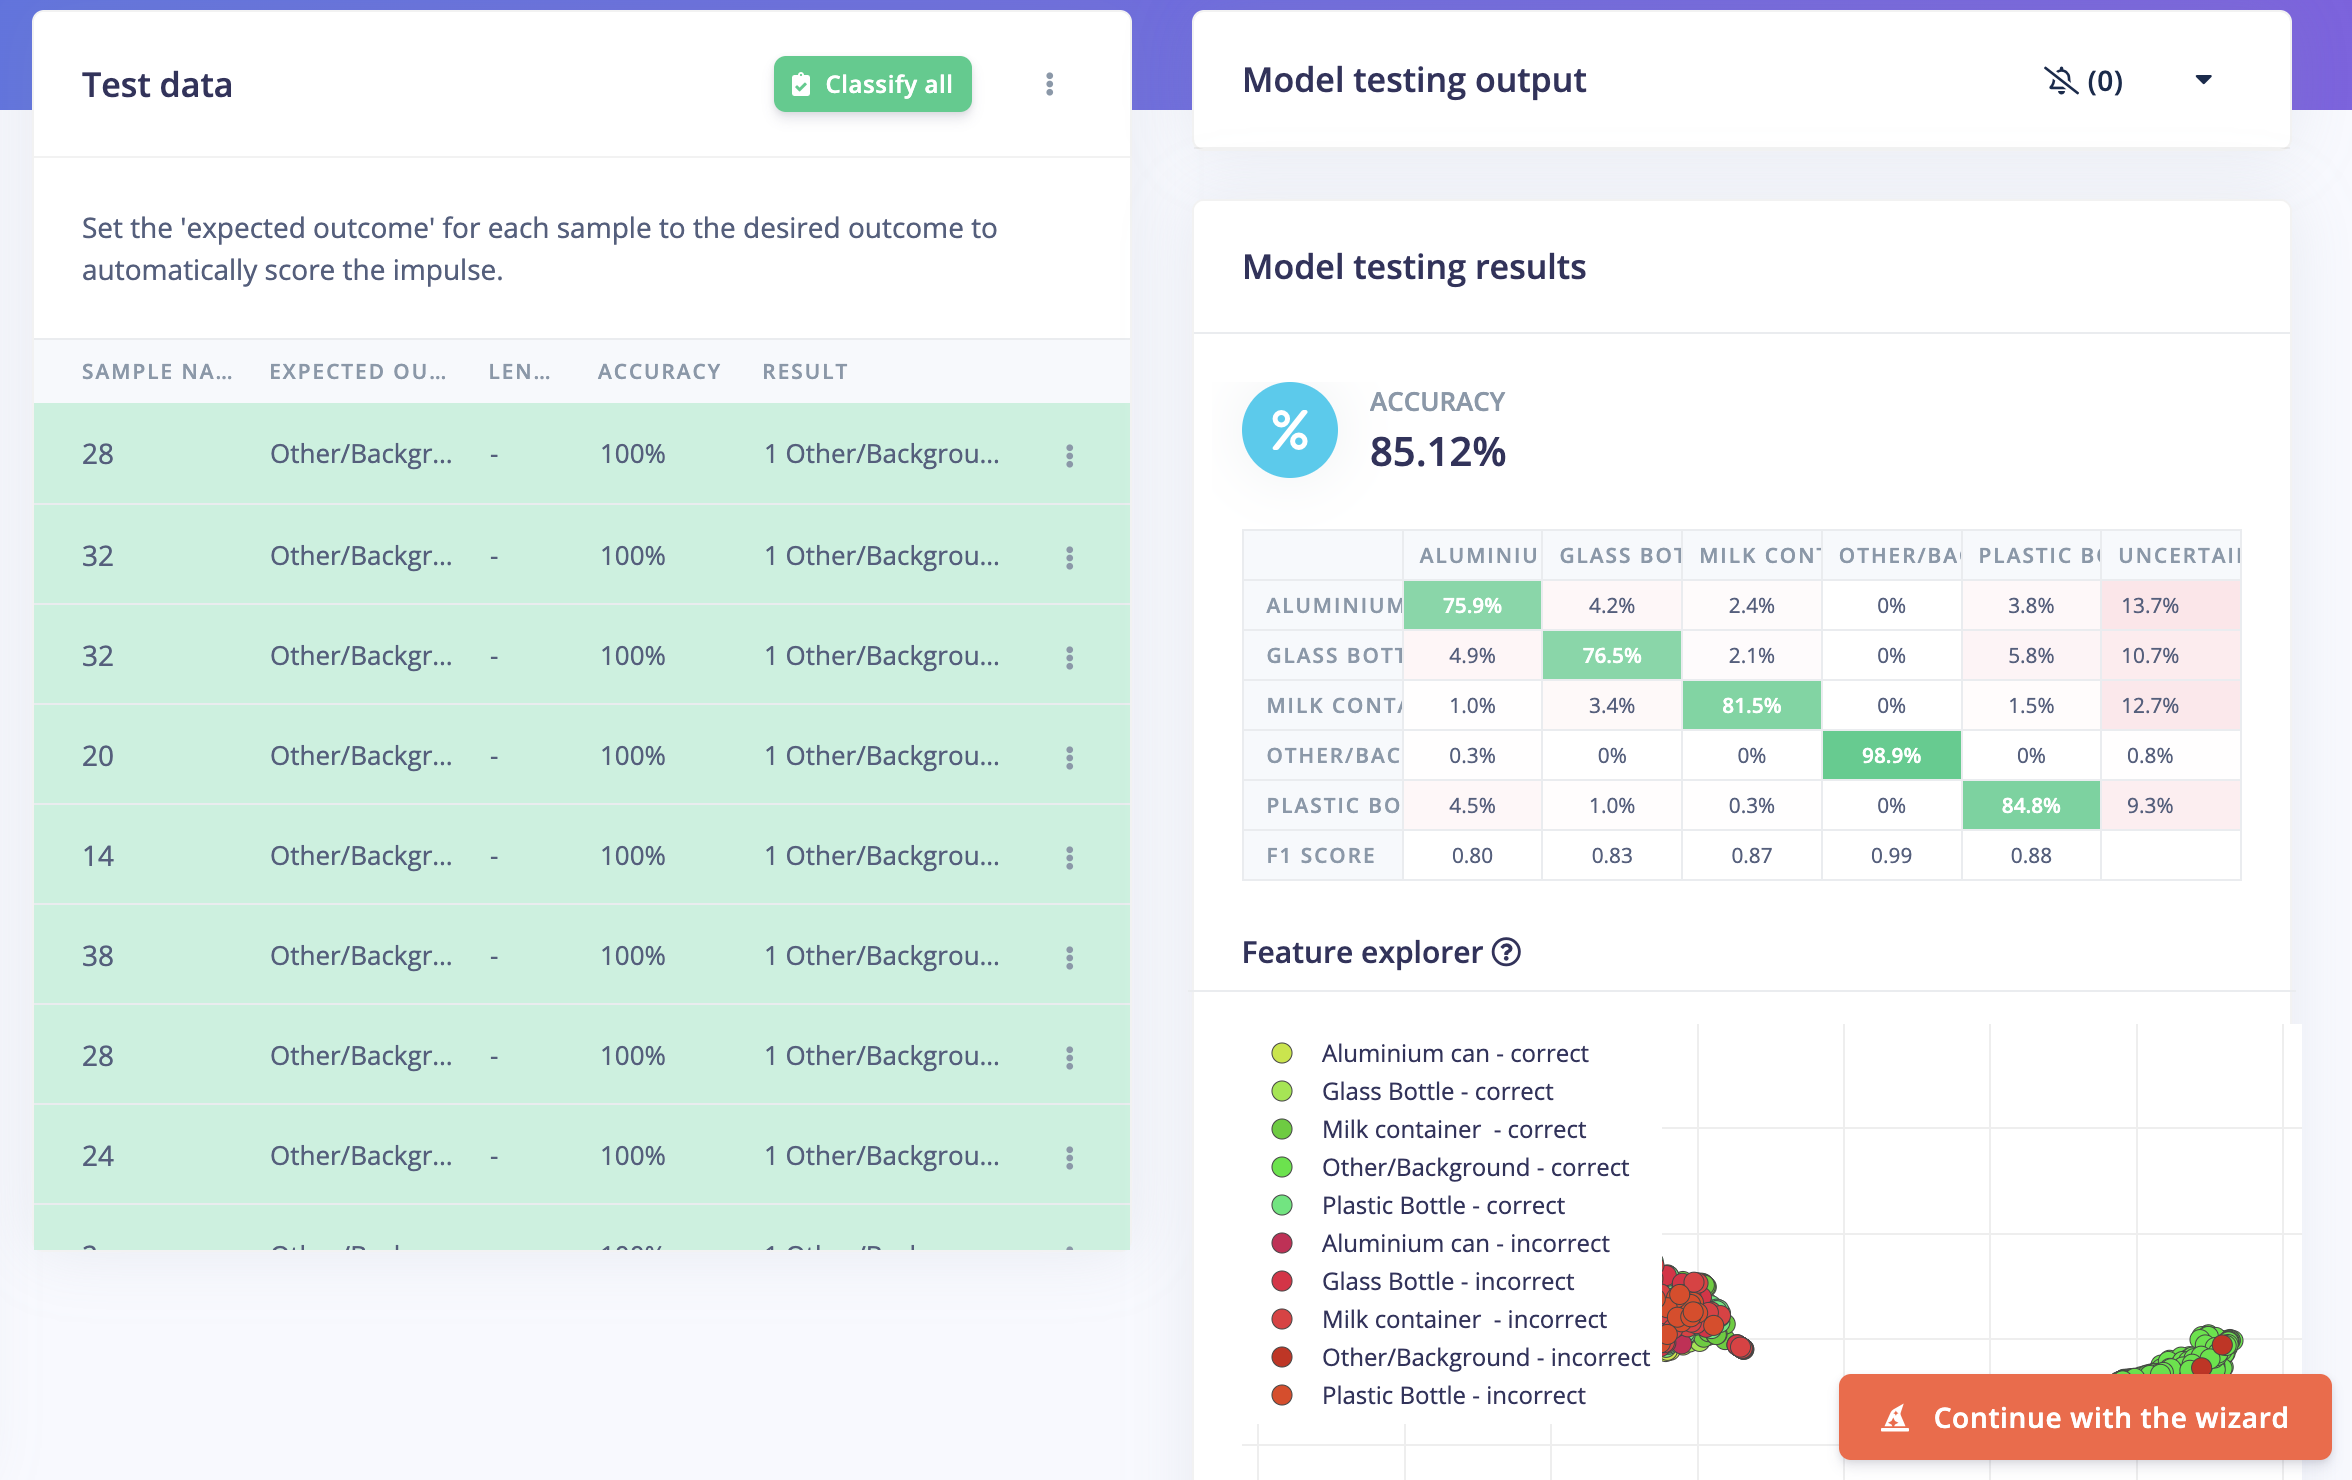 Test data
Classify all
Set the 'expected outcome' for each sample to the desired outcome to
automatically score the impulse.
SAMPLE NA... EXPECTED OU... LEN... ACCURACY RESULT
28 Other/Backgr... - 100% 1 Other/Backgrou...
32 Other/Backgr... - 100% 1 Other/Backgrou...
32 Other/Backgr... - 100% 1 Other/Backgrou...
20 Other/Backgr... - 100% 1 Other/Backgrou...
14 Other/Backgr... - 100% 1 Other/Backgrou...
38 Other/Backgr... - 100% 1 Other/Backgrou...
28 Other/Backgr... - 100% 1 Other/Backgrou...
24 Other/Backgr... - 100% 1 Other/Backgrou...
Model testing output
(0)
Model testing results
%
ACCURACY
85.12%
ALUMINIU GLASS BOT MILK CONT OTHER/BA PLASTIC BO UNCERTAI
ALUMINIUM 75.9% 4.2% 2.4% 0% 3.8% 13.7%
GLASS BOTT 4.9% 76.5% 2.1% 0% 5.8% 10.7%
MILK CONTA 1.0% 3.4% 81.5% 0% 1.5% 12.7%
OTHER/BAC 0.3% 0% 0% 98.9% 0% 0.8%
PLASTIC BO 4.5% 1.0% 0.3% 0% 84.8% 9.3%
F1 SCORE 0.80 0.83 0.87 0.99 0.88
Feature explorer ?
Aluminium can - correct
Glass Bottle - correct
Milk container - correct
Other/Background - correct
Plastic Bottle - correct
Aluminium can - incorrect
Glass Bottle - incorrect
Milk container - incorrect
Other/Background - incorrect
Plastic Bottle - incorrect
Continue with the wizard